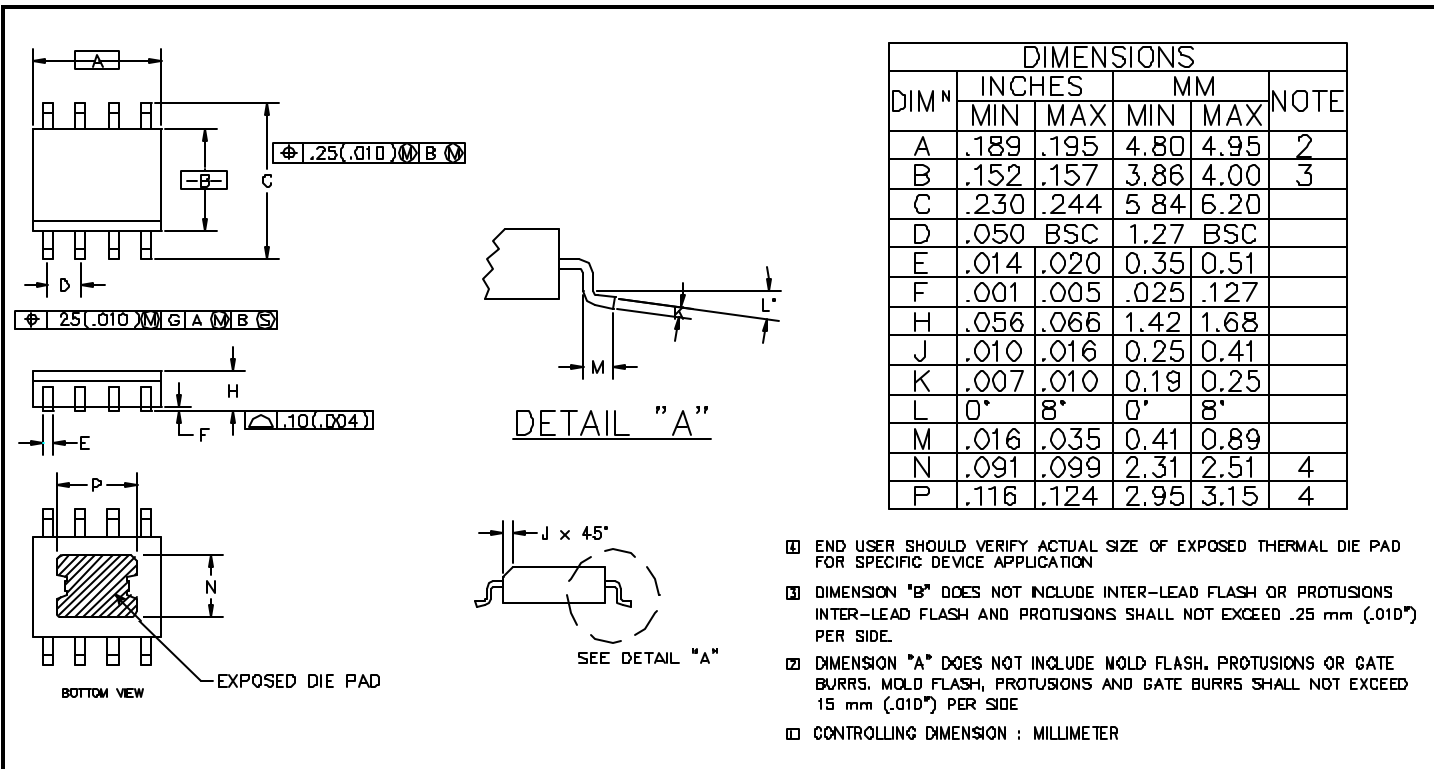 A
.25(.010)Ⓜ B Ⓜ
-B-
C
D
25(.010)Ⓜ G A Ⓜ B Ⓢ
H
.10(.004)
F
E
P
N
EXPOSED DIE PAD
BOTTOM VIEW
L°
K
M
DETAIL "A"
J x 45°
SEE DETAIL "A"
DIMENSIONS
DIM" INCHES MM NOTE
MIN MAX MIN MAX
A .189 .195 4.80 4.95 2
B .152 .157 3.86 4.00 3
C .230 .244 5 84 6.20
D .050 BSC 1.27 BSC
E .014 .020 0.35 0.51
F .001 .005 .025 .127
H .056 .066 1.42 1.68
J .010 .016 0.25 0.41
K .007 .010 0.19 0.25
L 0° 8° 0° 8°
M .016 .035 0.41 0.89
N .091 .099 2.31 2.51 4
P .116 .124 2.95 3.15 4
4 END USER SHOULD VERIFY ACTUAL SIZE OF EXPOSED THERMAL DIE PAD
FOR SPECIFIC DEVICE APPLICATION
3 DIMENSION "B" DOES NOT INCLUDE INTER-LEAD FLASH OR PROTUSIONS
INTER-LEAD FLASH AND PROTUSIONS SHALL NOT EXCEED .25 mm (.010")
PER SIDE.
2 DIMENSION "A" DOES NOT INCLUDE MOLD FLASH. PROTUSIONS OR GATE
BURRS. MOLD FLASH, PROTUSIONS AND GATE BURRS SHALL NOT EXCEED
15 mm (.010") PER SIDE
1 CONTROLLING DIMENSION : MILLIMETER